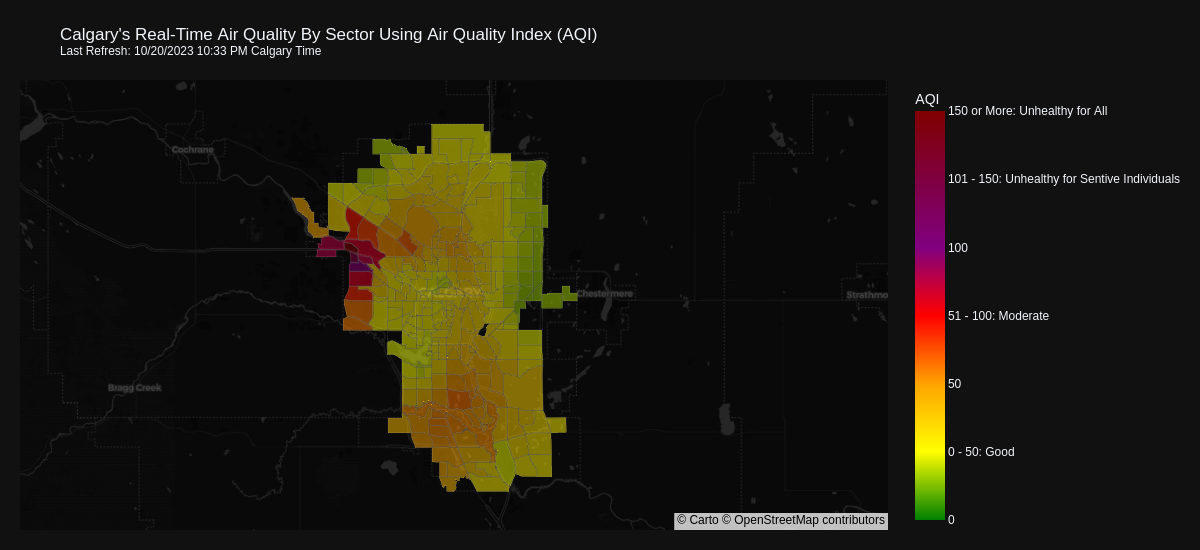 Calgary's Real-Time Air Quality By Sector Using Air Quality Index (AQI)
Last Refresh: 10/20/2023 10:33 PM Calgary Time
AQI
150 or More: Unhealthy for All
Cochrane
101 - 150: Unhealthy for Sentive Individuals
100
Chestermere
Strathmo
51 - 100: Moderate
50
Bragg Creek
0 - 50: Good
0
© Carto © OpenStreetMap contributors